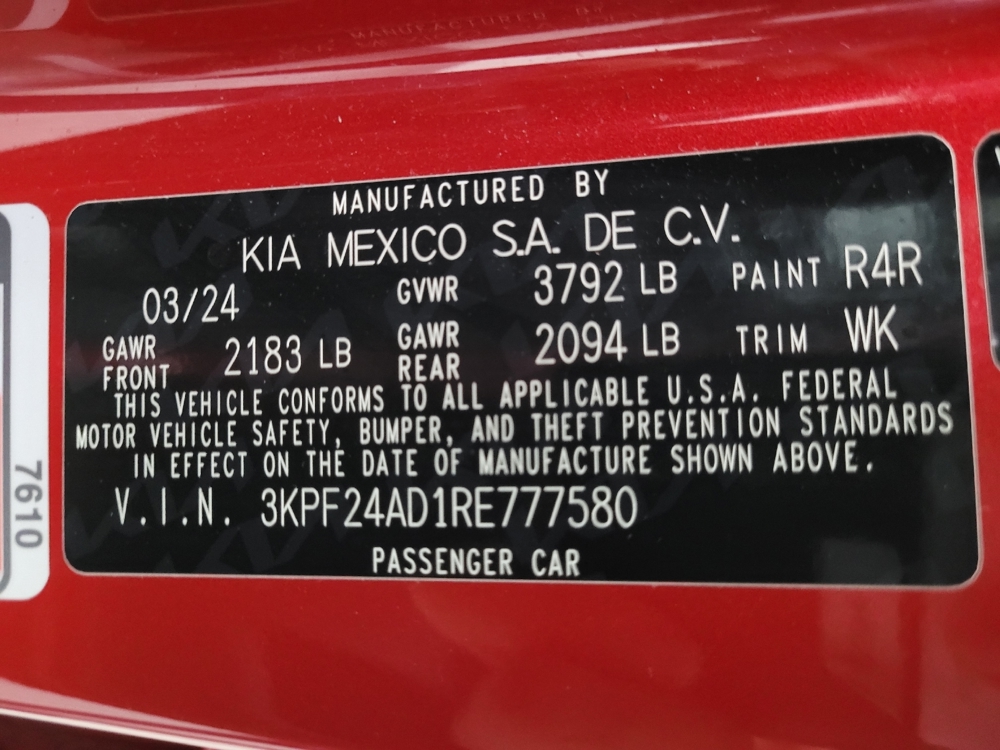 MANUFACTURED BY
KIA MEXICO S.A. DE C.V.
03/24 GVWR 3792 LB PAINT R4R
GAWR FRONT 2183 LB GAWR REAR 2094 LB TRIM WK
THIS VEHICLE CONFORMS TO ALL APPLICABLE U.S.A. FEDERAL
MOTOR VEHICLE SAFETY, BUMPER, AND THEFT PREVENTION STANDARDS
IN EFFECT ON THE DATE OF MANUFACTURE SHOWN ABOVE.
V.I.N. 3KPF24AD1RE777580
PASSENGER CAR
7610